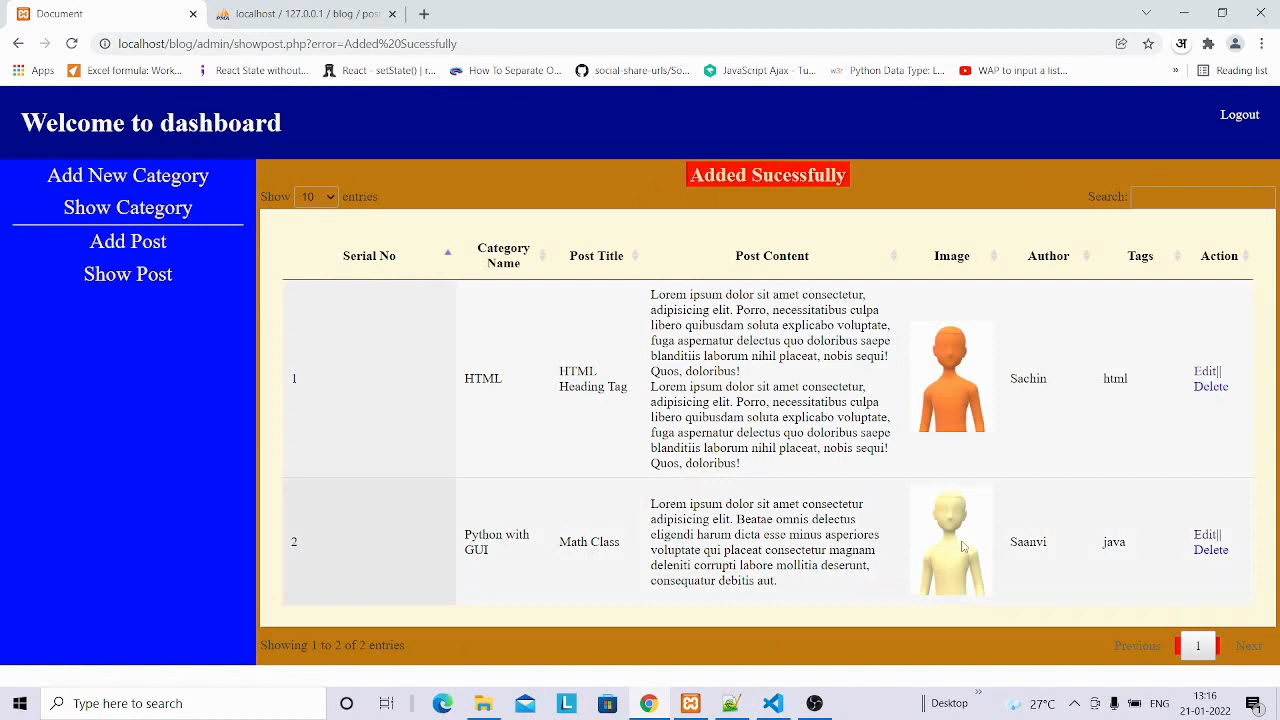 Document
localhost / 127.0.0.1 / blog / post
localhost/blog/admin/showpost.php?error=Added%20Sucessfully
अ
Apps
Excel formula: Work...
React State without...
React - setState() | r...
How To Separate O...
social-share-urls/So...
JavaScript Box - Tu...
Python Data Type: L...
WAP to input a list...
»
Reading list
Welcome to dashboard
Logout
Add New Category
Show Category
Add Post
Show Post
Added Sucessfully
Show 10 entries
Search:
Serial No
Category
Name
Post Title
Post Content
Image
Author
Tags
Action
1
HTML
HTML
Heading Tag
Lorem ipsum dolor sit amet consectetur,
adipisicing elit. Porro, necessitatibus culpa
libero quibusdam soluta explicabo voluptate,
fuga aspernatur delectus quo doloribus saepe
blanditiis laborum nihil placeat, nobis sequi!
Quos, doloribus!
Lorem ipsum dolor sit amet consectetur,
adipisicing elit. Porro, necessitatibus culpa
libero quibusdam soluta explicabo voluptate,
fuga aspernatur delectus quo doloribus saepe
blanditiis laborum nihil placeat, nobis sequi!
Quos, doloribus!
Sachin
html
Edit||
Delete
2
Python with
GUI
Math Class
Lorem ipsum dolor sit amet consectetur
adipisicing elit. Beatae omnis delectus
eligendi harum dicta esse minus asperiores
voluptate qui placeat consectetur magnam
deleniti corrupti labore mollitia deserunt,
consequatur debitis aut.
Saanvi
java
Edit||
Delete
Showing 1 to 2 of 2 entries
Previous
1
Next
Type here to search
Desktop
»
27°C
ENG
13:16
21-01-2022